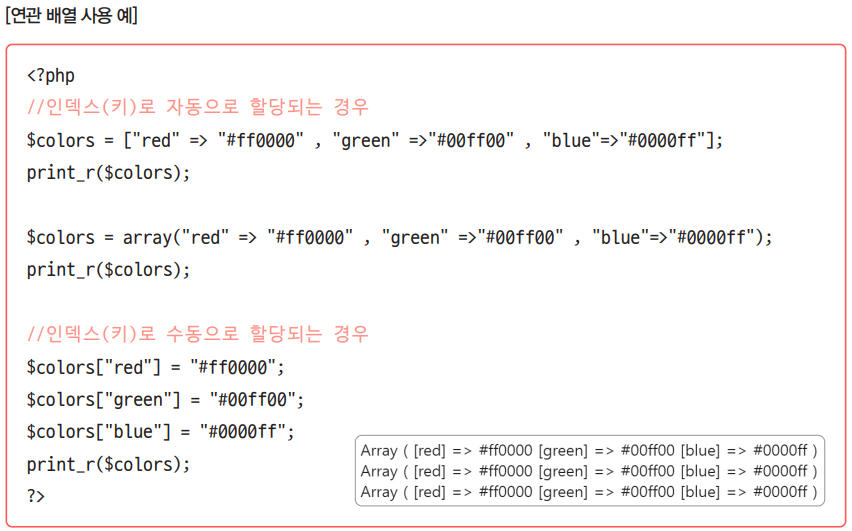 [연관 배열 사용 예]
<?php
//인덱스(키)로 자동으로 할당되는 경우
$colors = ["red" => "#ff0000" , "green" =>"#00ff00" , "blue"=>"#0000ff"];
print_r($colors);
$colors = array("red" => "#ff0000" , "green" =>"#00ff00" , "blue"=>"#0000ff");
print_r($colors);
//인덱스(키)로 수동으로 할당되는 경우
$colors["red"] = "#ff0000";
$colors["green"] = "#00ff00";
$colors["blue"] = "#0000ff";
print_r($colors);
?>
Array ( [red] => #ff0000 [green] => #00ff00 [blue] => #0000ff )
Array ( [red] => #ff0000 [green] => #00ff00 [blue] => #0000ff )
Array ( [red] => #ff0000 [green] => #00ff00 [blue] => #0000ff )